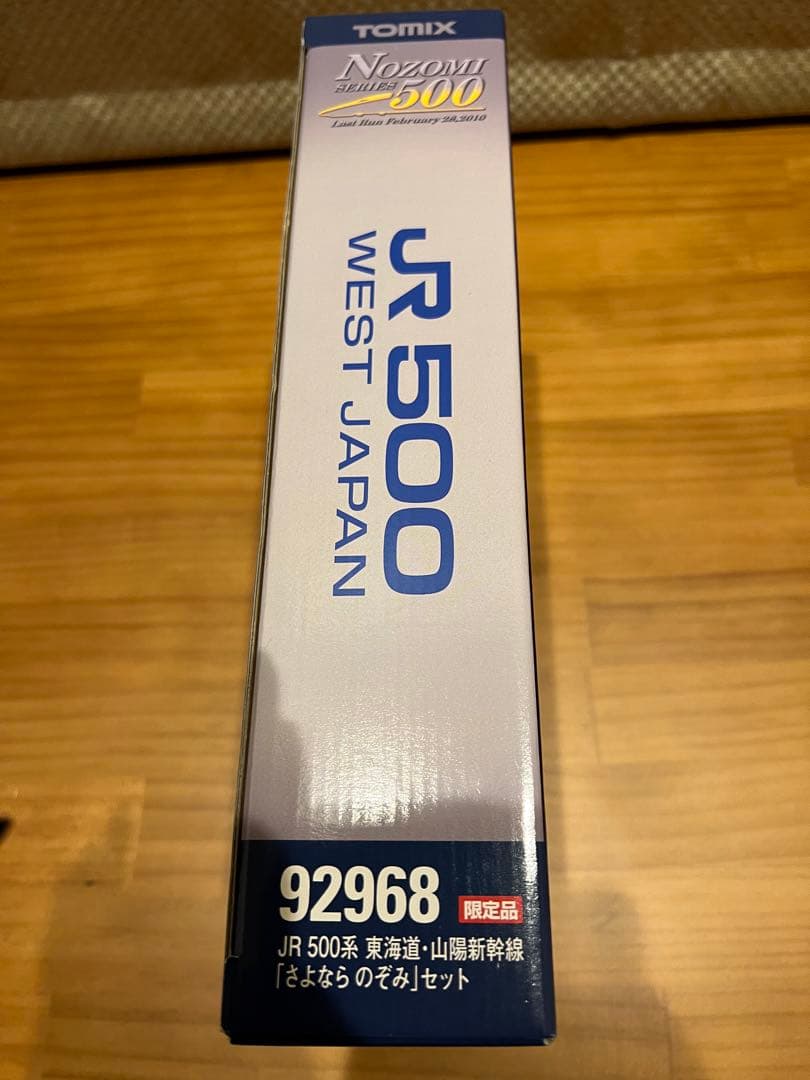 TOMIX
NOZOMI
SERIES 500
Last Run February 28,2010
JR 500
WEST JAPAN
92968 限定品
JR 500系 東海道・山陽新幹線
「さよなら のぞみ」セット